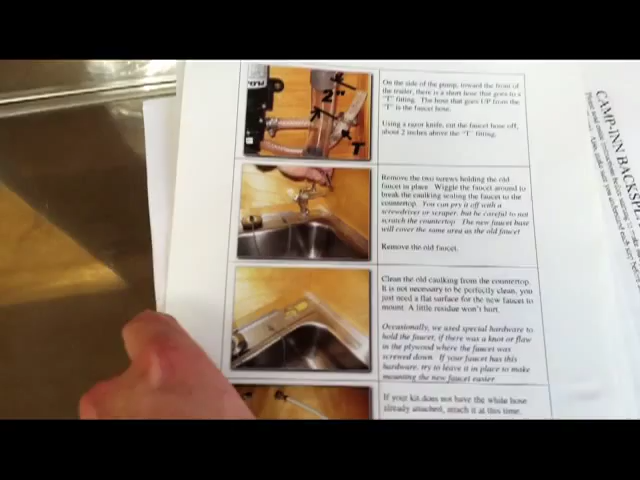 On the side of the pump, toward the front of
the trailer, there is a short hose that goes to a
"T" fitting. The hose that goes UP from the
"T" is the faucet hose.
Using a razor knife, cut the faucet hose off,
about 2 inches above the "T" fitting.
2"
T
Remove the two screws holding the old
faucet in place. Wiggle the faucet around to
break the caulking sealing the faucet to the
countertop. You can pry it off with a
screwdriver or scraper, but be careful to not
scratch the countertop. The new faucet base
will cover the same area as the old faucet
Remove the old faucet.
Clean the old caulking from the countertop.
It is not necessary to be perfectly clean, you
just need a flat surface for the new faucet to
mount. A little residue won't hurt.
Occasionally, we used special hardware to
hold the faucet, if there was a knot or flaw
in the plywood where the faucet was
screwed down. If your faucet has this
hardware, try to leave it in place to make
mounting the new faucet easier
If your kit does not have the white hose
already attached, attach it at this time.
CAMP-INN BACKS
Please read entire instructions before starting